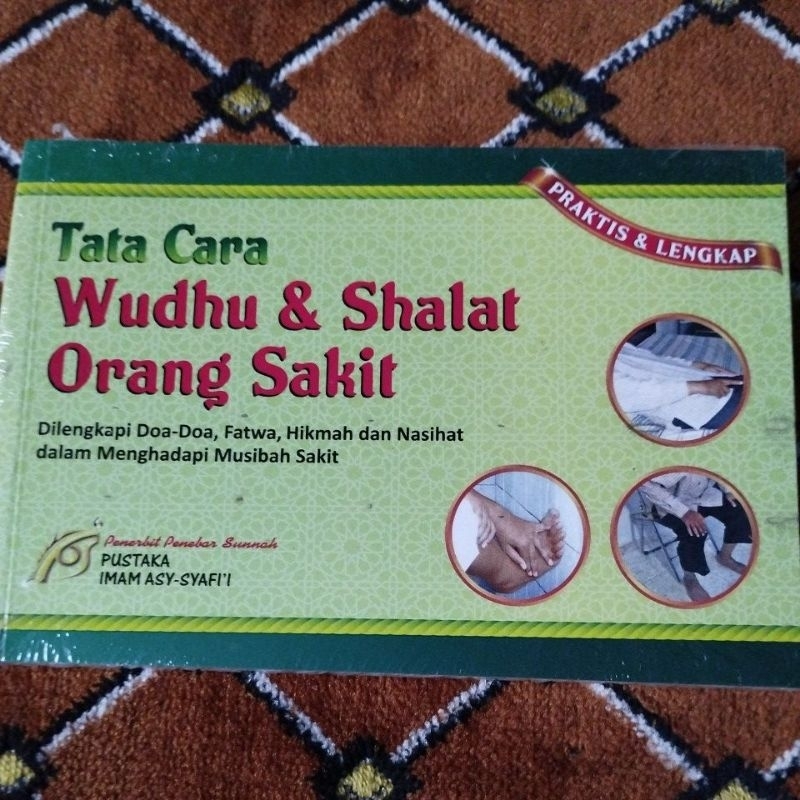 PRAKTIS & LENGKAP
Tata Cara
Wudhu & Shalat
Orang Sakit
Dilengkapi Doa-Doa, Fatwa, Hikmah dan Nasihat
dalam Menghadapi Musibah Sakit
Penerbit Penebar Sunnah
PUSTAKA
IMAM ASY-SYAFI'I